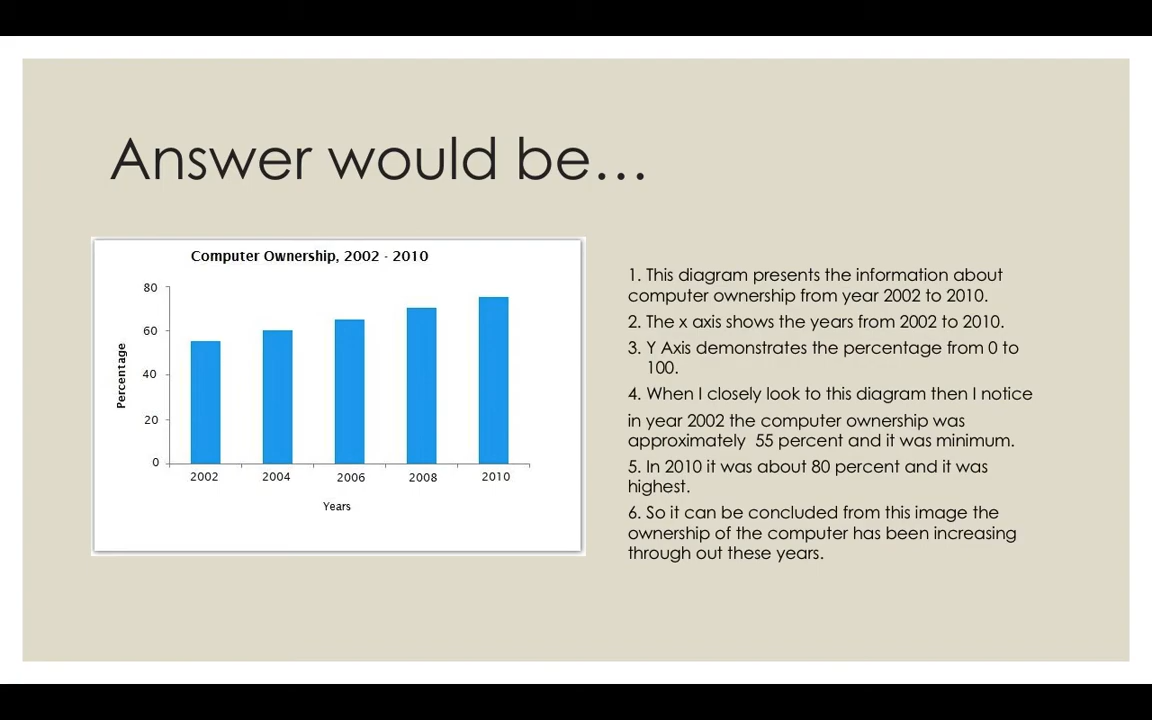 Answer would be...
Computer Ownership, 2002 - 2010
80
60
40
20
0
Percentage
2002 2004 2006 2008 2010
Years
1. This diagram presents the information about
computer ownership from year 2002 to 2010.
2. The x axis shows the years from 2002 to 2010.
3. Y Axis demonstrates the percentage from 0 to
100.
4. When I closely look to this diagram then I notice
in year 2002 the computer ownership was
approximately 55 percent and it was minimum.
5. In 2010 it was about 80 percent and it was
highest.
6. So it can be concluded from this image the
ownership of the computer has been increasing
through out these years.